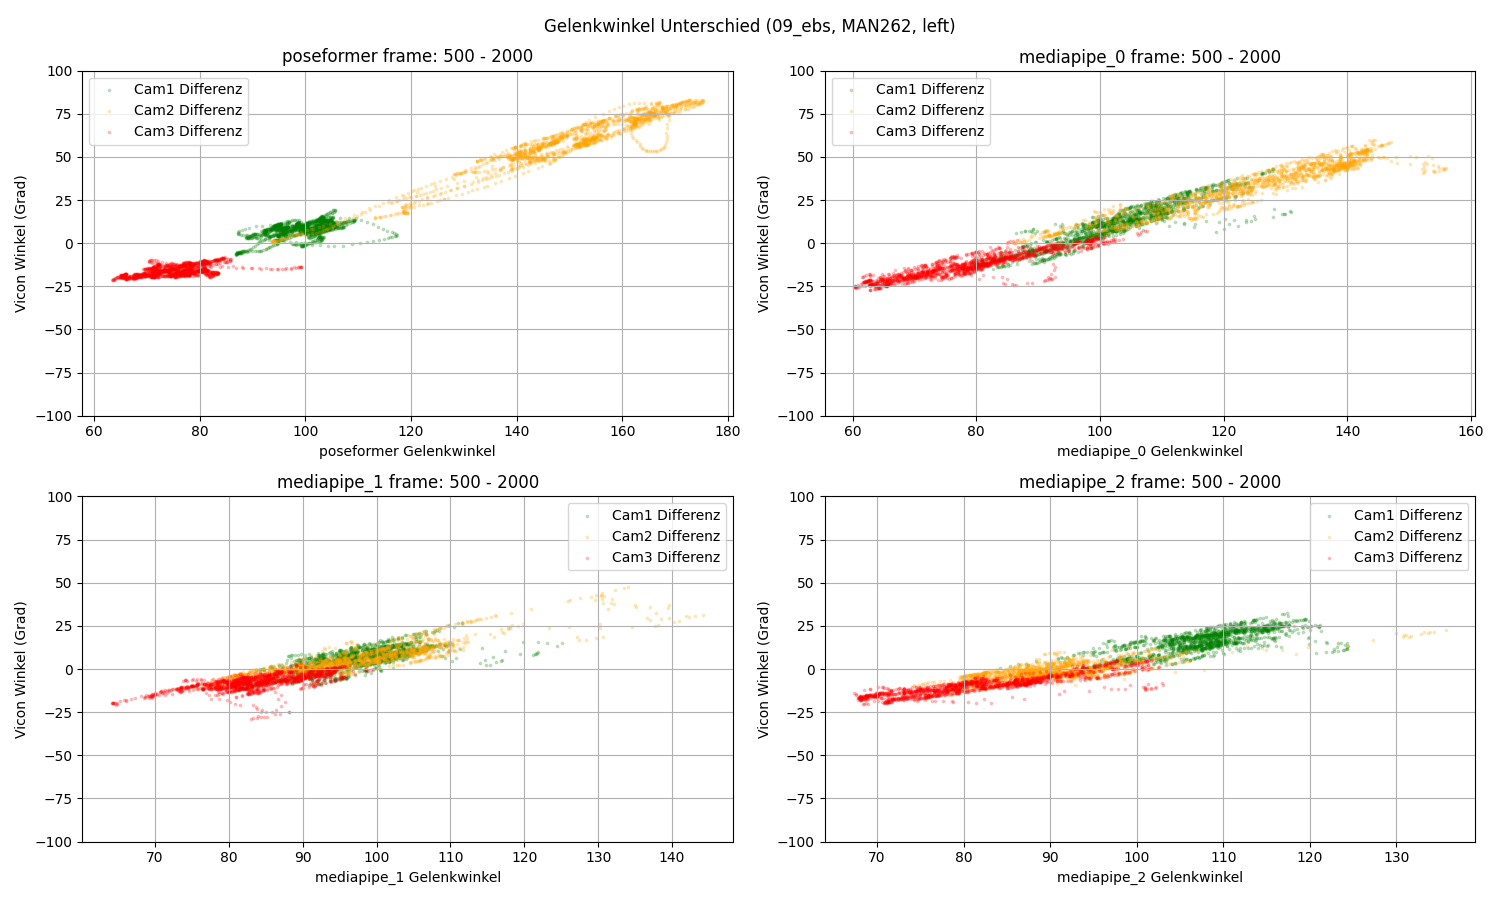 Gelenkwinkel Unterschied (09_ebs, MAN262, left)
poseformer frame: 500 - 2000
Cam1 Differenz
Cam2 Differenz
Cam3 Differenz
Vicon Winkel (Grad)
100
75
50
25
0
−25
−50
−75
−100
60 80 100 120 140 160 180
poseformer Gelenkwinkel
mediapipe_0 frame: 500 - 2000
Cam1 Differenz
Cam2 Differenz
Cam3 Differenz
Vicon Winkel (Grad)
100
75
50
25
0
−25
−50
−75
−100
60 80 100 120 140 160
mediapipe_0 Gelenkwinkel
mediapipe_1 frame: 500 - 2000
Cam1 Differenz
Cam2 Differenz
Cam3 Differenz
Vicon Winkel (Grad)
100
75
50
25
0
−25
−50
−75
−100
70 80 90 100 110 120 130 140
mediapipe_1 Gelenkwinkel
mediapipe_2 frame: 500 - 2000
Cam1 Differenz
Cam2 Differenz
Cam3 Differenz
Vicon Winkel (Grad)
100
75
50
25
0
−25
−50
−75
−100
70 80 90 100 110 120 130
mediapipe_2 Gelenkwinkel